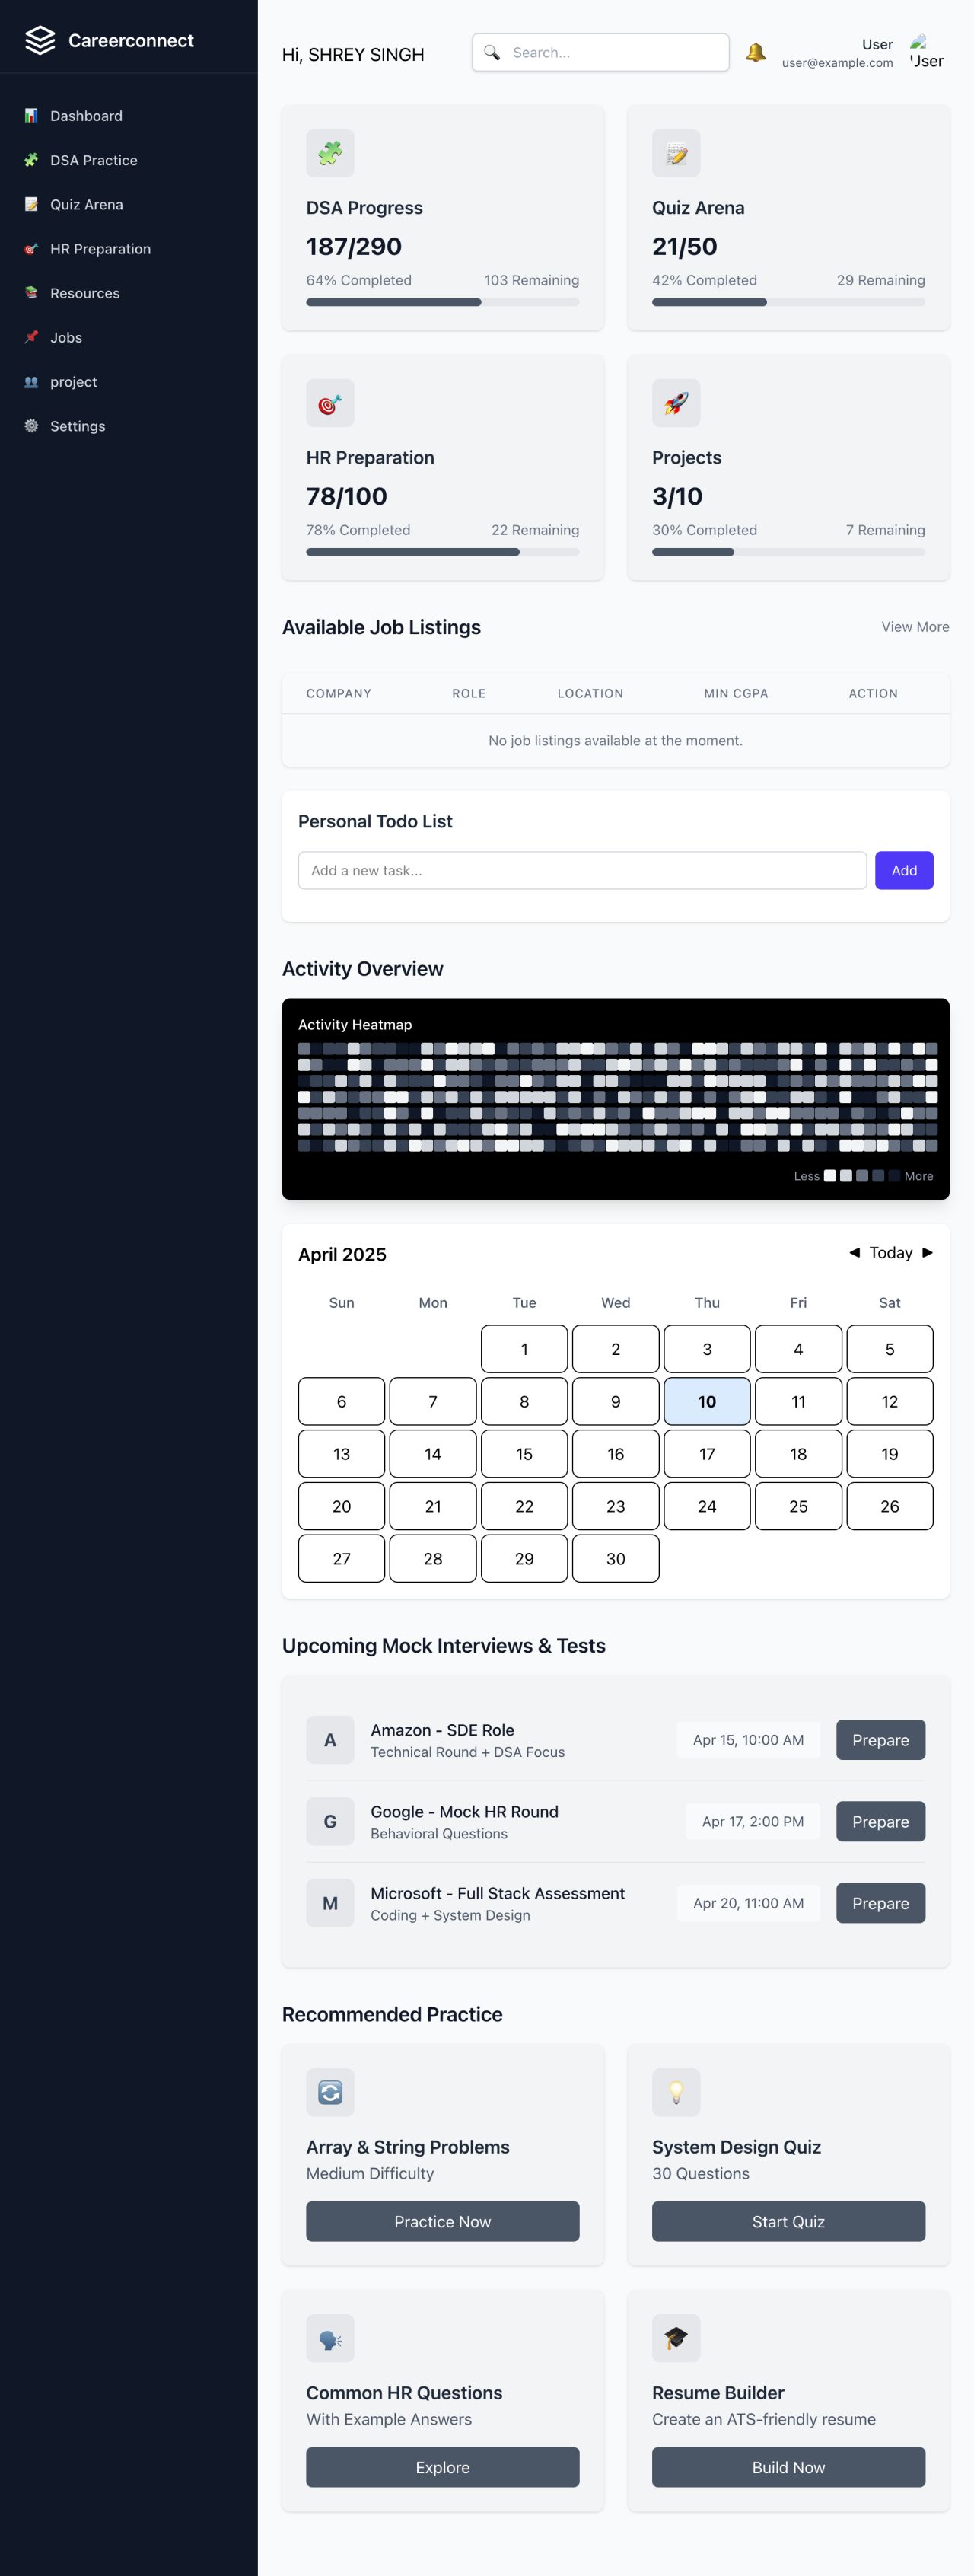 Careerconnect
Dashboard
DSA Practice
Quiz Arena
HR Preparation
Resources
Jobs
project
Settings
Hi, SHREY SINGH
Search...
User
user@example.com
User
DSA Progress
187/290
64% Completed 103 Remaining
Quiz Arena
21/50
42% Completed 29 Remaining
HR Preparation
78/100
78% Completed 22 Remaining
Projects
3/10
30% Completed 7 Remaining
Available Job Listings View More
COMPANY ROLE LOCATION MIN CGPA ACTION
No job listings available at the moment.
Personal Todo List
Add a new task... Add
Activity Overview
Activity Heatmap
Less More
April 2025 ◀ Today ▶
Sun Mon Tue Wed Thu Fri Sat
1 2 3 4 5
6 7 8 9 10 11 12
13 14 15 16 17 18 19
20 21 22 23 24 25 26
27 28 29 30
Upcoming Mock Interviews & Tests
A
Amazon - SDE Role
Technical Round + DSA Focus
Apr 15, 10:00 AM
Prepare
G
Google - Mock HR Round
Behavioral Questions
Apr 17, 2:00 PM
Prepare
M
Microsoft - Full Stack Assessment
Coding + System Design
Apr 20, 11:00 AM
Prepare
Recommended Practice
Array & String Problems
Medium Difficulty
Practice Now
System Design Quiz
30 Questions
Start Quiz
Common HR Questions
With Example Answers
Explore
Resume Builder
Create an ATS-friendly resume
Build Now